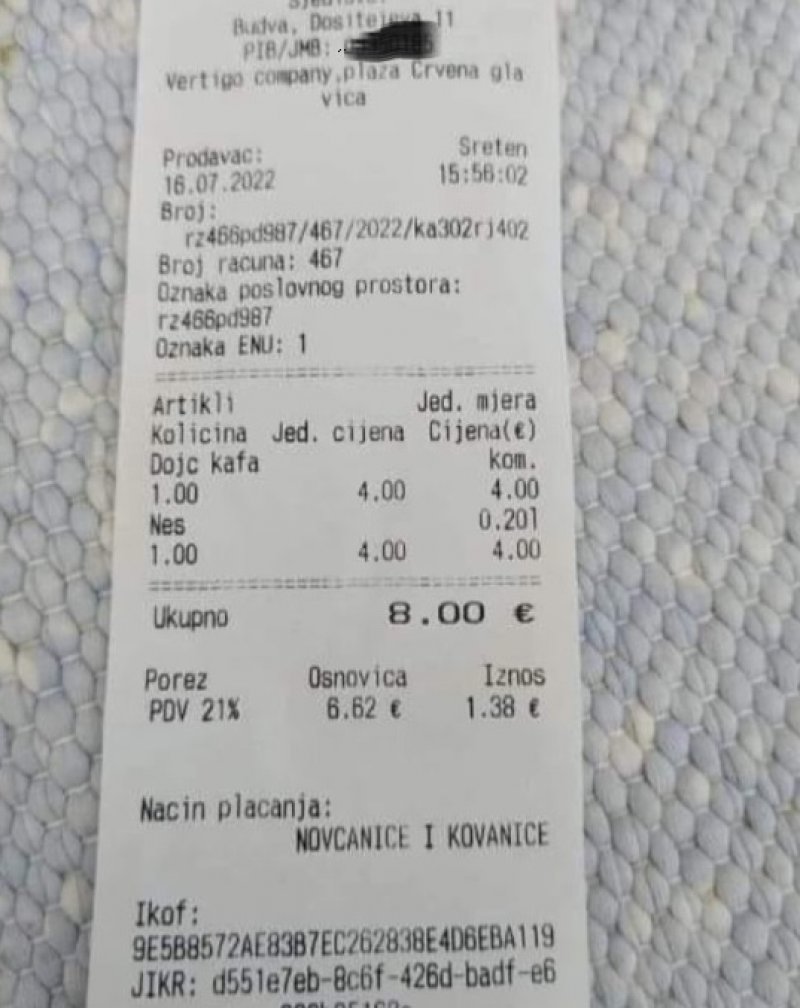 Budva, Dositejeva 11
PIB/JMB:
Vertigo company,plaza Crvena gla
vica
Prodavac: Sreten
16.07.2022 15:56:02
Broj:
rz466pd987/467/2022/ka302rj402
Broj racuna: 467
Oznaka poslovnog prostora:
rz466pd987
Oznaka ENU: 1
Artikli Jed. mjera
Kolicina Jed. cijena Cijena(€)
Dojc kafa kom.
1.00 4.00 4.00
Nes 0.20l
1.00 4.00 4.00
Ukupno 8.00 €
Porez Osnovica Iznos
PDV 21% 6.62 € 1.38 €
Nacin placanja:
NOVCANICE I KOVANICE
Ikof:
9E5B8572AE83B7EC262838E4D6EBA119
JIKR: d551e7eb-8c6f-426d-badf-e6